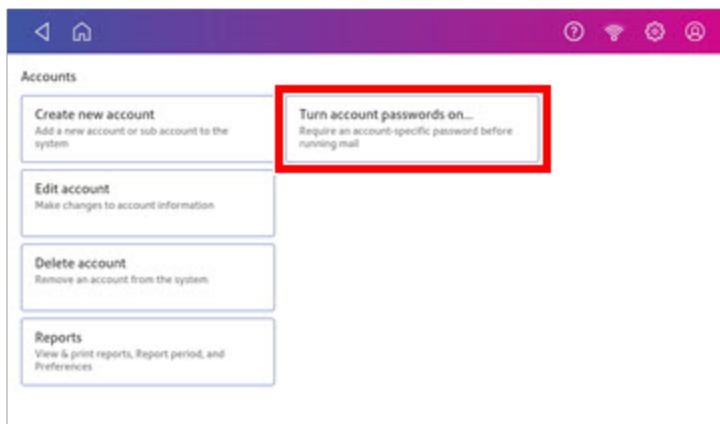 Accounts
Create new account
Add a new account or sub account to the
system
Turn account passwords on...
Require an account-specific password before
running mail
Edit account
Make changes to account information
Delete account
Remove an account from the system
Reports
View & print reports, Report period, and
Preferences